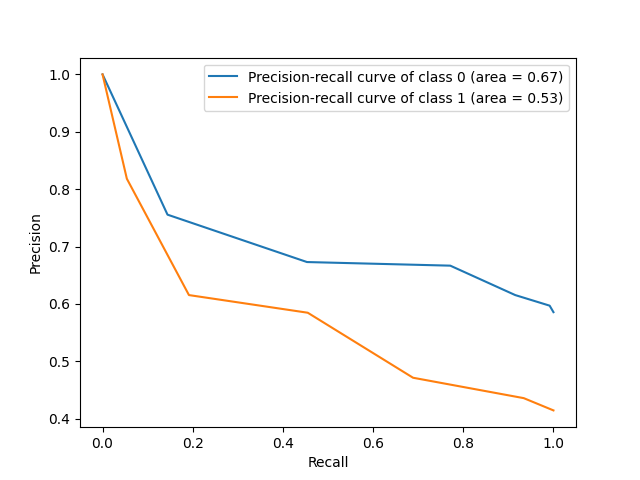 Precision-recall curve of class 0 (area = 0.67)
Precision-recall curve of class 1 (area = 0.53)
1.0
0.9
0.8
0.7
0.6
0.5
0.4
Precision
0.0 0.2 0.4 0.6 0.8 1.0
Recall